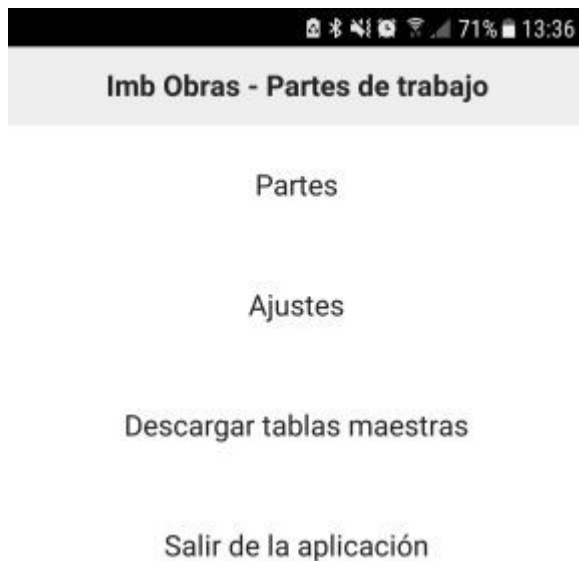 71% 13:36
Imb Obras - Partes de trabajo
Partes
Ajustes
Descargar tablas maestras
Salir de la aplicación